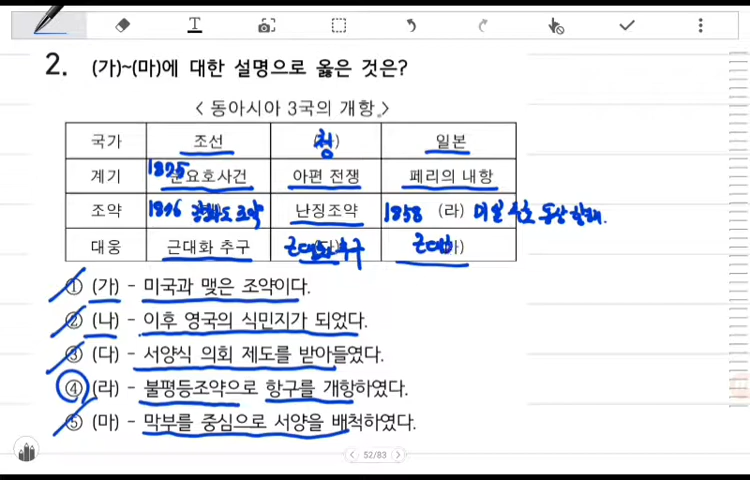 T
2. (가)~(마)에 대한 설명으로 옳은 것은?
< 동아시아 3국의 개항 >
국가 조선 청 일본
계기 1875 운요호사건 아편 전쟁 페리의 내항
조약 1876 강화도 조약 난징조약 1858 (라) 미일 수호 통상 항해.
대응 근대화 추구 근대화 추구 근대화
① (가) - 미국과 맺은 조약이다.
② (나) - 이후 영국의 식민지가 되었다.
③ (다) - 서양식 의회 제도를 받아들였다.
④ (라) - 불평등조약으로 항구를 개항하였다.
⑤ (마) - 막부를 중심으로 서양을 배척하였다.
52/83